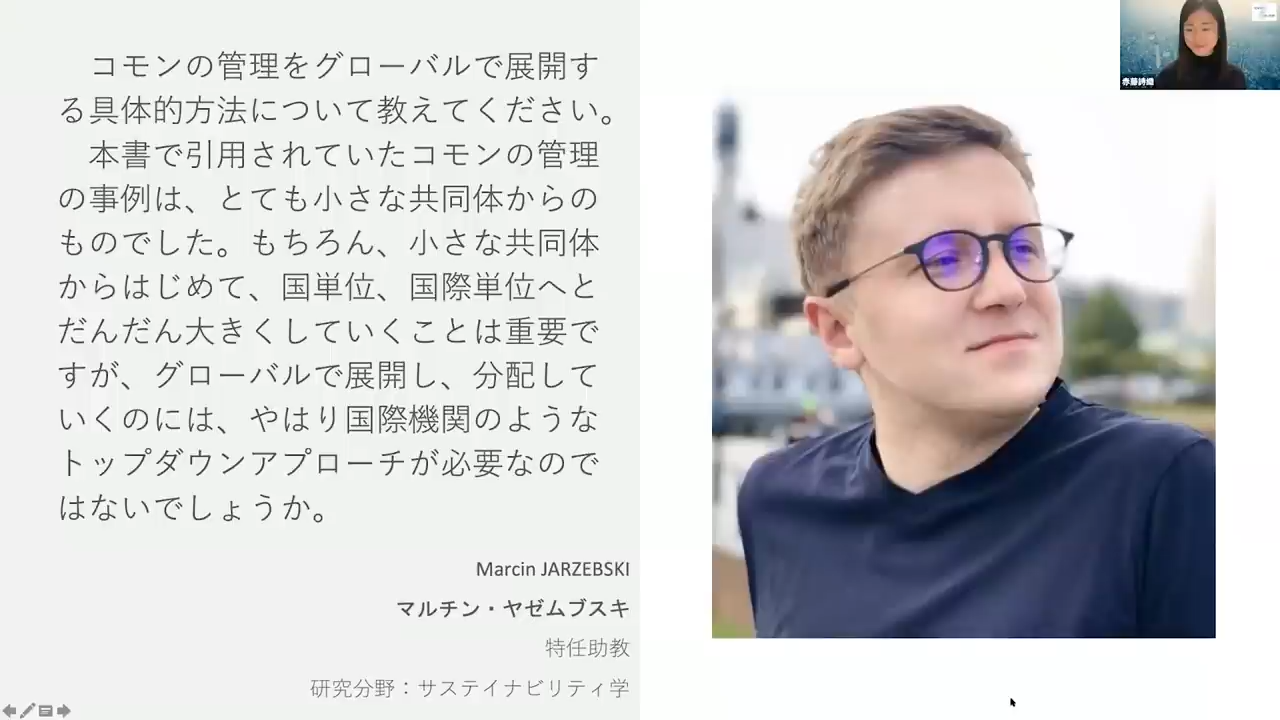 コモンの管理をグローバルで展開す
る具体的方法について教えてください。
本書で引用されていたコモンの管理
の事例は、とても小さな共同体からの
ものでした。もちろん、小さな共同体
からはじめて、国単位、国際単位へと
だんだん大きくしていくことは重要で
すが、グローバルで展開し、分配して
いくのには、やはり国際機関のような
トップダウンアプローチが必要なので
はないでしょうか。
Marcin JARZEBSKI
マルチン・ヤゼムブスキ
特任助教
研究分野：サステイナビリティ学